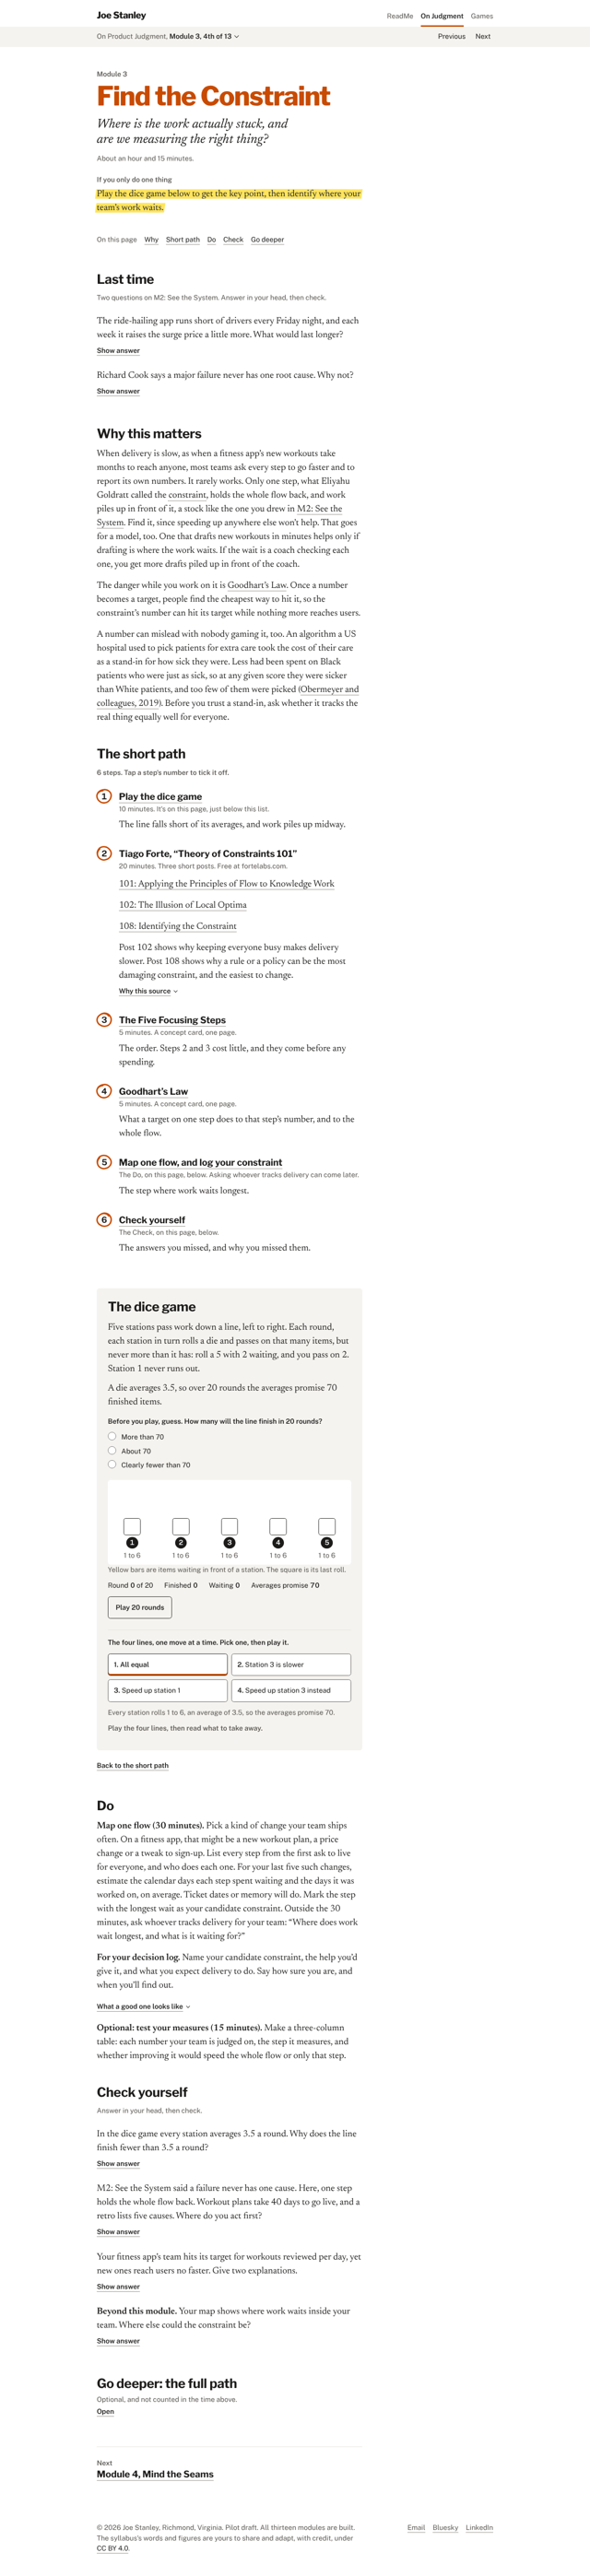 Joe Stanley
ReadMe On Judgment Games
On Product Judgment, Module 3, 4th of 13
Previous Next
Module 3
Find the Constraint
Where is the work actually stuck, and
are we measuring the right thing?
About an hour and 15 minutes.
If you only do one thing
Play the dice game below to get the key point, then identify where your
team's work waits.
On this page Why Short path Do Check Go deeper
Last time
Two questions on M2: See the System. Answer in your head, then check.
The ride-hailing app runs short of drivers every Friday night, and each
week it raises the surge price a little more. What would last longer?
Show answer
Richard Cook says a major failure never has one root cause. Why not?
Show answer
Why this matters
When delivery is slow, as when a fitness app's new workouts take
months to reach anyone, most teams ask every step to go faster and to
report its own numbers. It rarely works. Only one step, what Eliyahu
Goldratt called the constraint, holds the whole flow back, and work
piles up in front of it, a stock like the one you drew in M2: See the
System. Find it, since speeding up anywhere else won't help. That goes
for a model, too. One that drafts new workouts in minutes helps only if
drafting is where the work waits. If the wait is a coach checking each
one, you get more drafts piled up in front of the coach.
The danger while you work on it is Goodhart's Law. Once a number
becomes a target, people find the cheapest way to hit it, so the
constraint's number can hit its target while nothing more reaches users.
A number can mislead with nobody gaming it, too. An algorithm a US
hospital used to pick patients for extra care took the cost of their care
as a stand-in for how sick they were. Less had been spent on Black
patients who were just as sick, so at any given score they were sicker
than White patients, and too few of them were picked (Obermeyer and
colleagues, 2019). Before you trust a stand-in, ask whether it tracks the
real thing equally well for everyone.
The short path
6 steps. Tap a step's number to tick it off.
1 Play the dice game
10 minutes. It's on this page, just below this list.
The line falls short of its averages, and work piles up midway.
2 Tiago Forte, “Theory of Constraints 101”
20 minutes. Three short posts. Free at fortelabs.com.
101: Applying the Principles of Flow to Knowledge Work
102: The Illusion of Local Optima
108: Identifying the Constraint
Post 102 shows why keeping everyone busy makes delivery
slower. Post 108 shows why a rule or a policy can be the most
damaging constraint, and the easiest to change.
Why this source
3 The Five Focusing Steps
5 minutes. A concept card, one page.
The order. Steps 2 and 3 cost little, and they come before any
spending.
4 Goodhart's Law
5 minutes. A concept card, one page.
What a target on one step does to that step's number, and to the
whole flow.
5 Map one flow, and log your constraint
The Do, on this page, below. Asking whoever tracks delivery can come later.
The step where work waits longest.
6 Check yourself
The Check, on this page, below.
The answers you missed, and why you missed them.
The dice game
Five stations pass work down a line, left to right. Each round,
each station in turn rolls a die and passes on that many items, but
never more than it has: roll a 5 with 2 waiting, and you pass on 2.
Station 1 never runs out.
A die averages 3.5, so over 20 rounds the averages promise 70
finished items.
Before you play, guess. How many will the line finish in 20 rounds?
More than 70
About 70
Clearly fewer than 70
1 2 3 4 5
1 to 6 1 to 6 1 to 6 1 to 6 1 to 6
Yellow bars are items waiting in front of a station. The square is its last roll.
Round 0 of 20 Finished 0 Waiting 0 Averages promise 70
Play 20 rounds
The four lines, one move at a time. Pick one, then play it.
1. All equal 2. Station 3 is slower
3. Speed up station 1 4. Speed up station 3 instead
Every station rolls 1 to 6, an average of 3.5, so the averages promise 70.
Play the four lines, then read what to take away.
Back to the short path
Do
Map one flow (30 minutes). Pick a kind of change your team ships
often. On a fitness app, that might be a new workout plan, a price
change or a tweak to sign-up. List every step from the first ask to live
for everyone, and who does each one. For your last five such changes,
estimate the calendar days each step spent waiting and the days it was
worked on, on average. Ticket dates or memory will do. Mark the step
with the longest wait as your candidate constraint. Outside the 30
minutes, ask whoever tracks delivery for your team: “Where does work
wait longest, and what is it waiting for?”
For your decision log. Name your candidate constraint, the help you'd
give it, and what you expect delivery to do. Say how sure you are, and
when you'll find out.
What a good one looks like
Optional: test your measures (15 minutes). Make a three-column
table: each number your team is judged on, the step it measures, and
whether improving it would speed the whole flow or only that step.
Check yourself
Answer in your head, then check.
In the dice game every station averages 3.5 a round. Why does the line
finish fewer than 3.5 a round?
Show answer
M2: See the System said a failure never has one cause. Here, one step
holds the whole flow back. Workout plans take 40 days to go live, and a
retro lists five causes. Where do you act first?
Show answer
Your fitness app's team hits its target for workouts reviewed per day, yet
new ones reach users no faster. Give two explanations.
Show answer
Beyond this module. Your map shows where work waits inside your
team. Where else could the constraint be?
Show answer
Go deeper: the full path
Optional, and not counted in the time above.
Open
Next
Module 4, Mind the Seams
© 2026 Joe Stanley, Richmond, Virginia. Pilot draft. All thirteen modules are built.
The syllabus's words and figures are yours to share and adapt, with credit, under
CC BY 4.0.
Email Bluesky LinkedIn